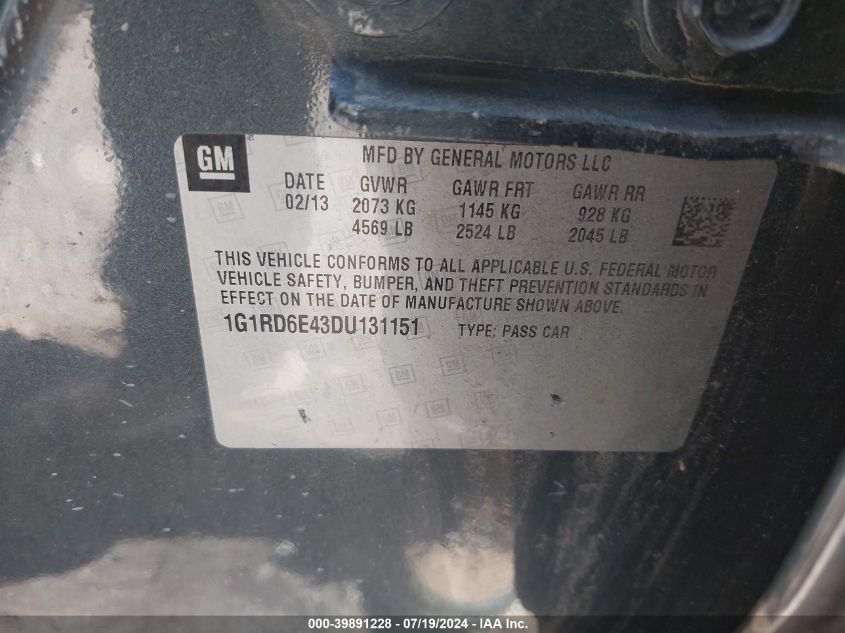 GM
MFD BY GENERAL MOTORS LLC
DATE GVWR GAWR FRT GAWR RR
02/13 2073 KG 1145 KG 928 KG
4569 LB 2524 LB 2045 LB
THIS VEHICLE CONFORMS TO ALL APPLICABLE U.S. FEDERAL MOTOR
VEHICLE SAFETY, BUMPER, AND THEFT PREVENTION STANDARDS IN
EFFECT ON THE DATE OF MANUFACTURE SHOWN ABOVE.
1G1RD6E43DU131151 TYPE: PASS CAR
000-39891228 - 07/19/2024 - IAA, Inc.